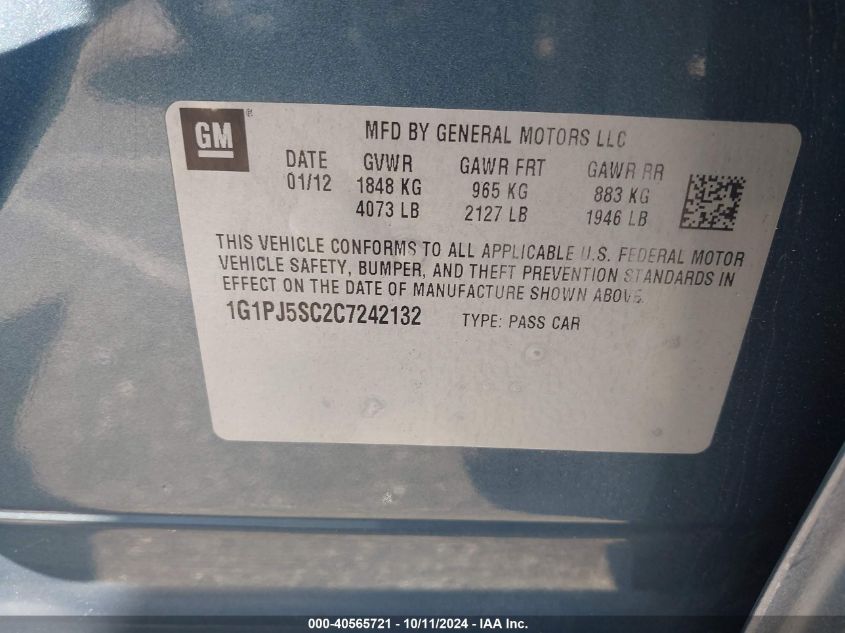 GM®
MFD BY GENERAL MOTORS LLC
DATE GVWR GAWR FRT GAWR RR
01/12 1848 KG 965 KG 883 KG
4073 LB 2127 LB 1946 LB
THIS VEHICLE CONFORMS TO ALL APPLICABLE U.S. FEDERAL MOTOR
VEHICLE SAFETY, BUMPER, AND THEFT PREVENTION STANDARDS IN
EFFECT ON THE DATE OF MANUFACTURE SHOWN ABOVE.
1G1PJ5SC2C7242132 TYPE: PASS CAR
000-40565721 - 10/11/2024 - IAA Inc.